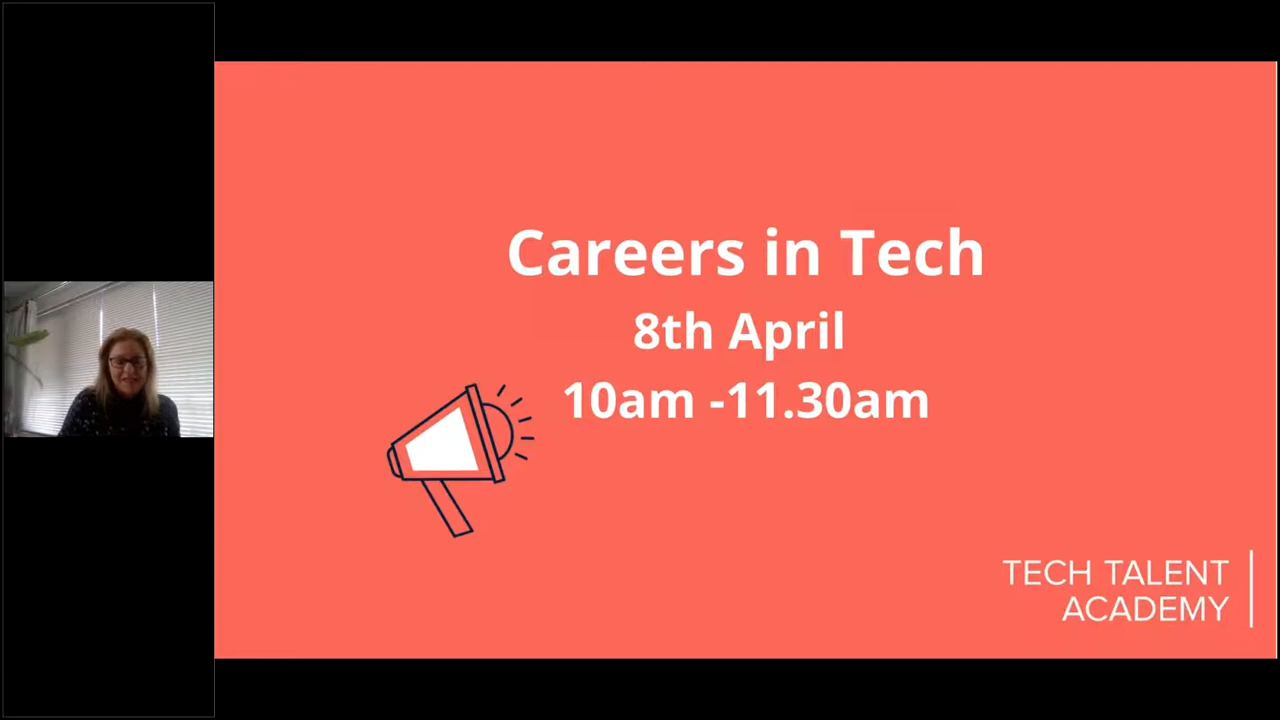 Careers in Tech
8th April
10am -11.30am
TECH TALENT
ACADEMY